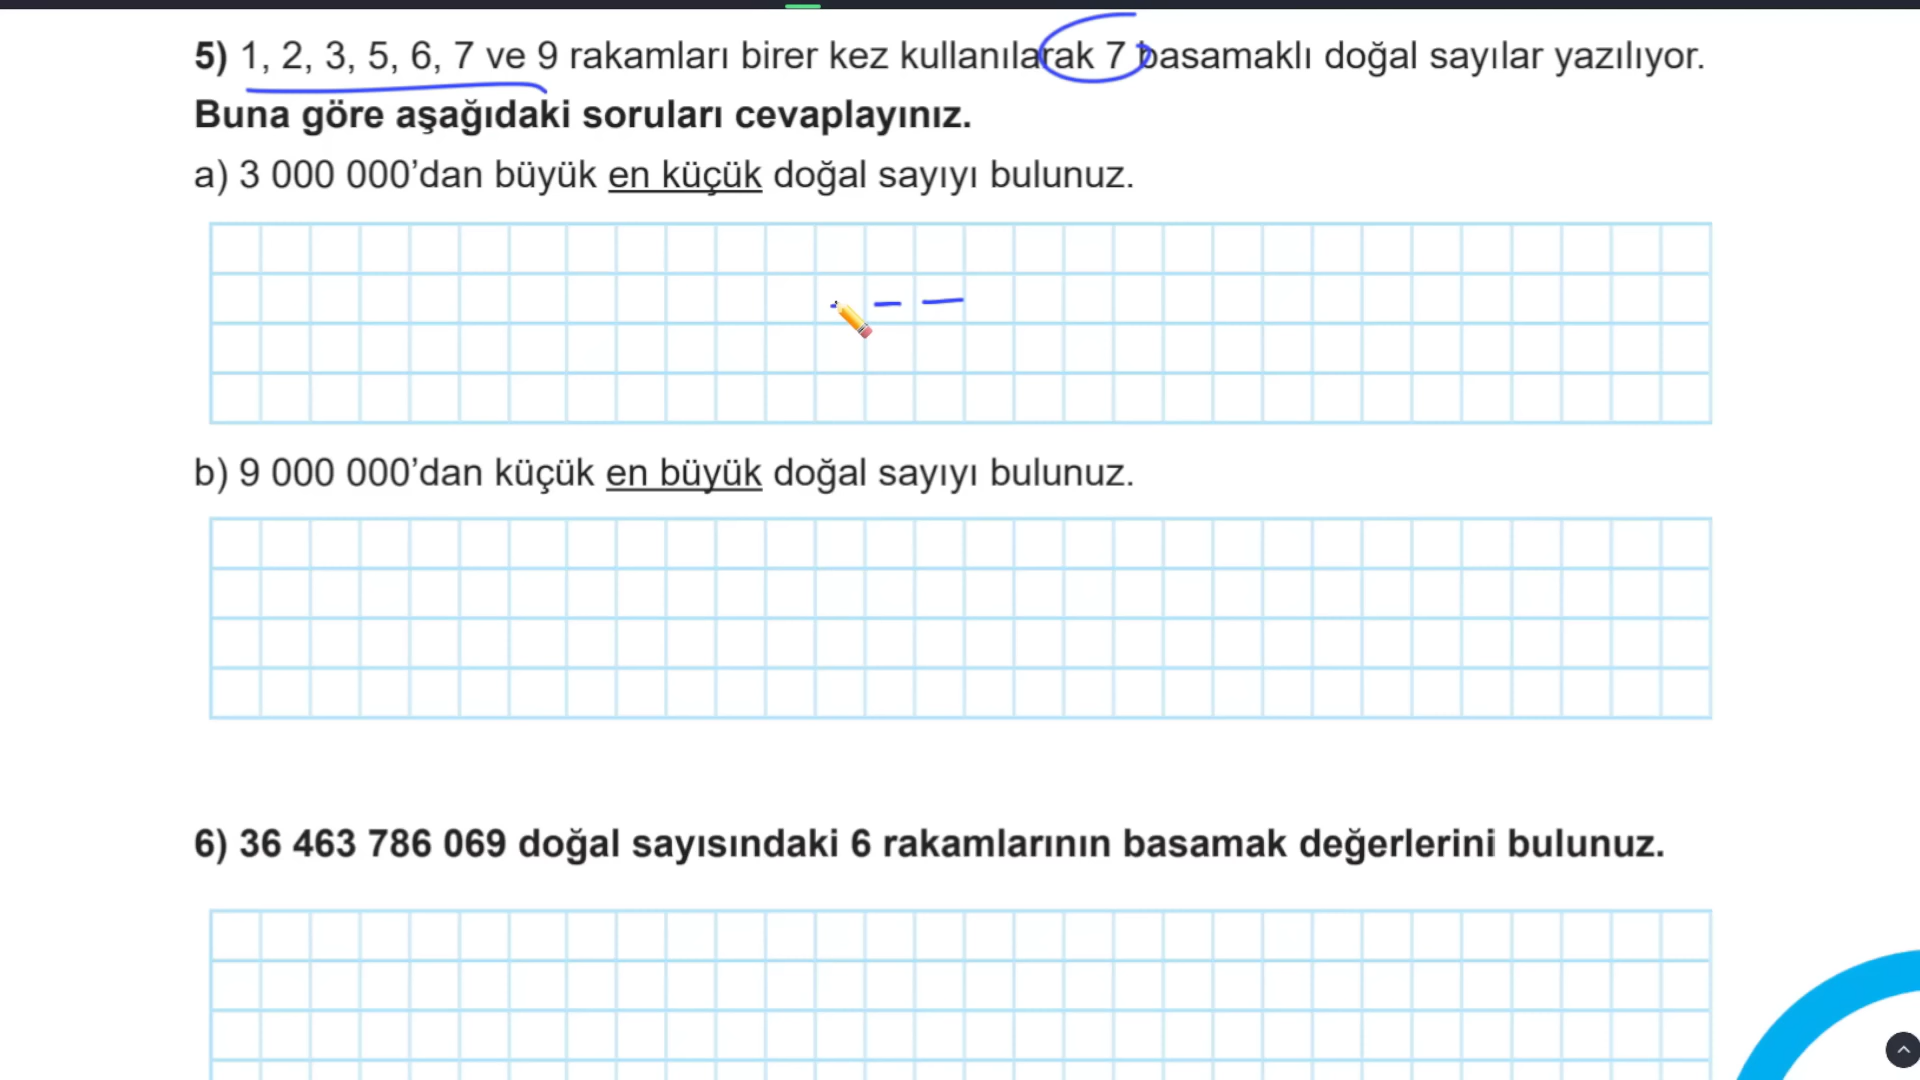 5) 1, 2, 3, 5, 6, 7 ve 9 rakamları birer kez kullanılarak 7 basamaklı doğal sayılar yazılıyor.
Buna göre aşağıdaki soruları cevaplayınız.
a) 3 000 000’dan büyük en küçük doğal sayıyı bulunuz.
b) 9 000 000’dan küçük en büyük doğal sayıyı bulunuz.
6) 36 463 786 069 doğal sayısındaki 6 rakamlarının basamak değerlerini bulunuz.